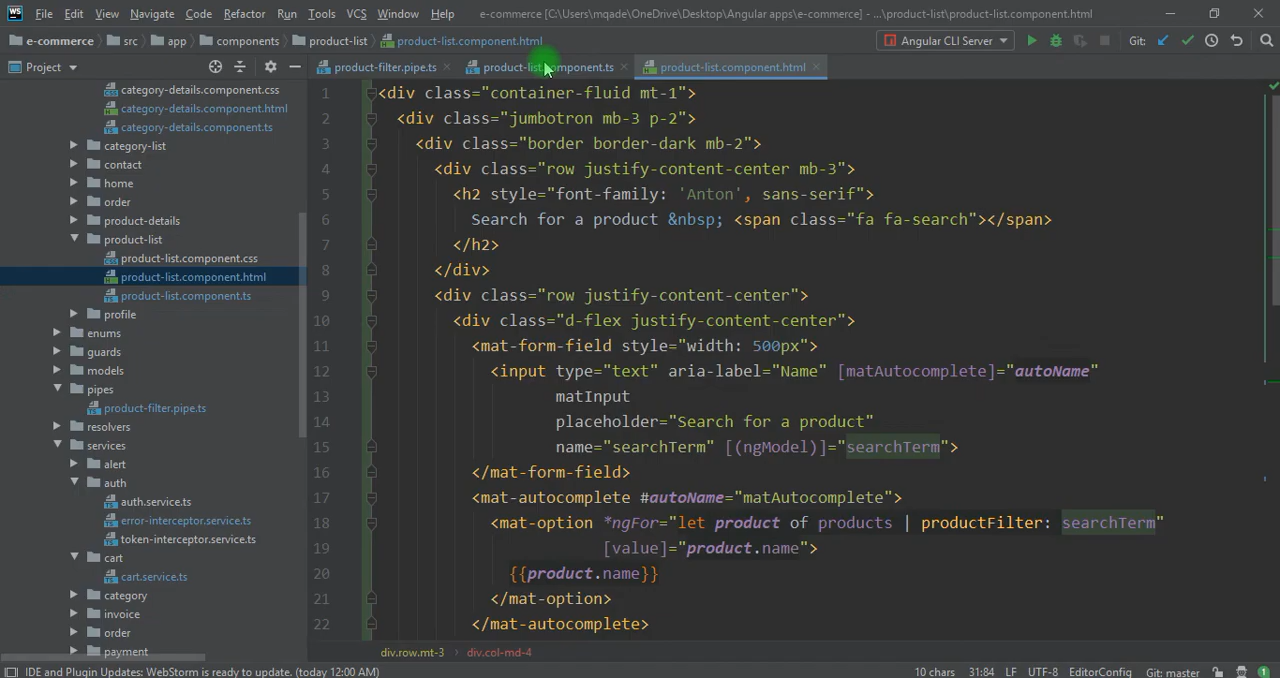 File Edit View Navigate Code Refactor Run Tools VCS Window Help e-commerce [C:\Users\mqade\OneDrive\Desktop\Angular apps\e-commerce] - ...\product-list\product-list.component.html
e-commerce src app components product-list product-list.component.html Angular CLI Server Git:
Project product-filter.pipe.ts product-list.component.ts product-list.component.html
category-details.component.css
category-details.component.html
category-details.component.ts
category-list
contact
home
order
product-details
product-list
product-list.component.css
product-list.component.html
product-list.component.ts
profile
enums
guards
models
pipes
product-filter.pipe.ts
resolvers
services
alert
auth
auth.service.ts
error-interceptor.service.ts
token-interceptor.service.ts
cart
cart.service.ts
category
invoice
order
payment
1 <div class="container-fluid mt-1">
2 <div class="jumbotron mb-3 p-2">
3 <div class="border border-dark mb-2">
4 <div class="row justify-content-center mb-3">
5 <h2 style="font-family: 'Anton', sans-serif">
6 Search for a product &nbsp; <span class="fa fa-search"></span>
7 </h2>
8 </div>
9 <div class="row justify-content-center">
10 <div class="d-flex justify-content-center">
11 <mat-form-field style="width: 500px">
12 <input type="text" aria-label="Name" [matAutocomplete]="autoName"
13 matInput
14 placeholder="Search for a product"
15 name="searchTerm" [(ngModel)]="searchTerm">
16 </mat-form-field>
17 <mat-autocomplete #autoName="matAutocomplete">
18 <mat-option *ngFor="let product of products | productFilter: searchTerm"
19 [value]="product.name">
20 {{product.name}}
21 </mat-option>
22 </mat-autocomplete>
div.row.mt-3 div.col-md-4
IDE and Plugin Updates: WebStorm is ready to update. (today 12:00 AM) 10 chars 31:84 LF UTF-8 EditorConfig Git: master 1